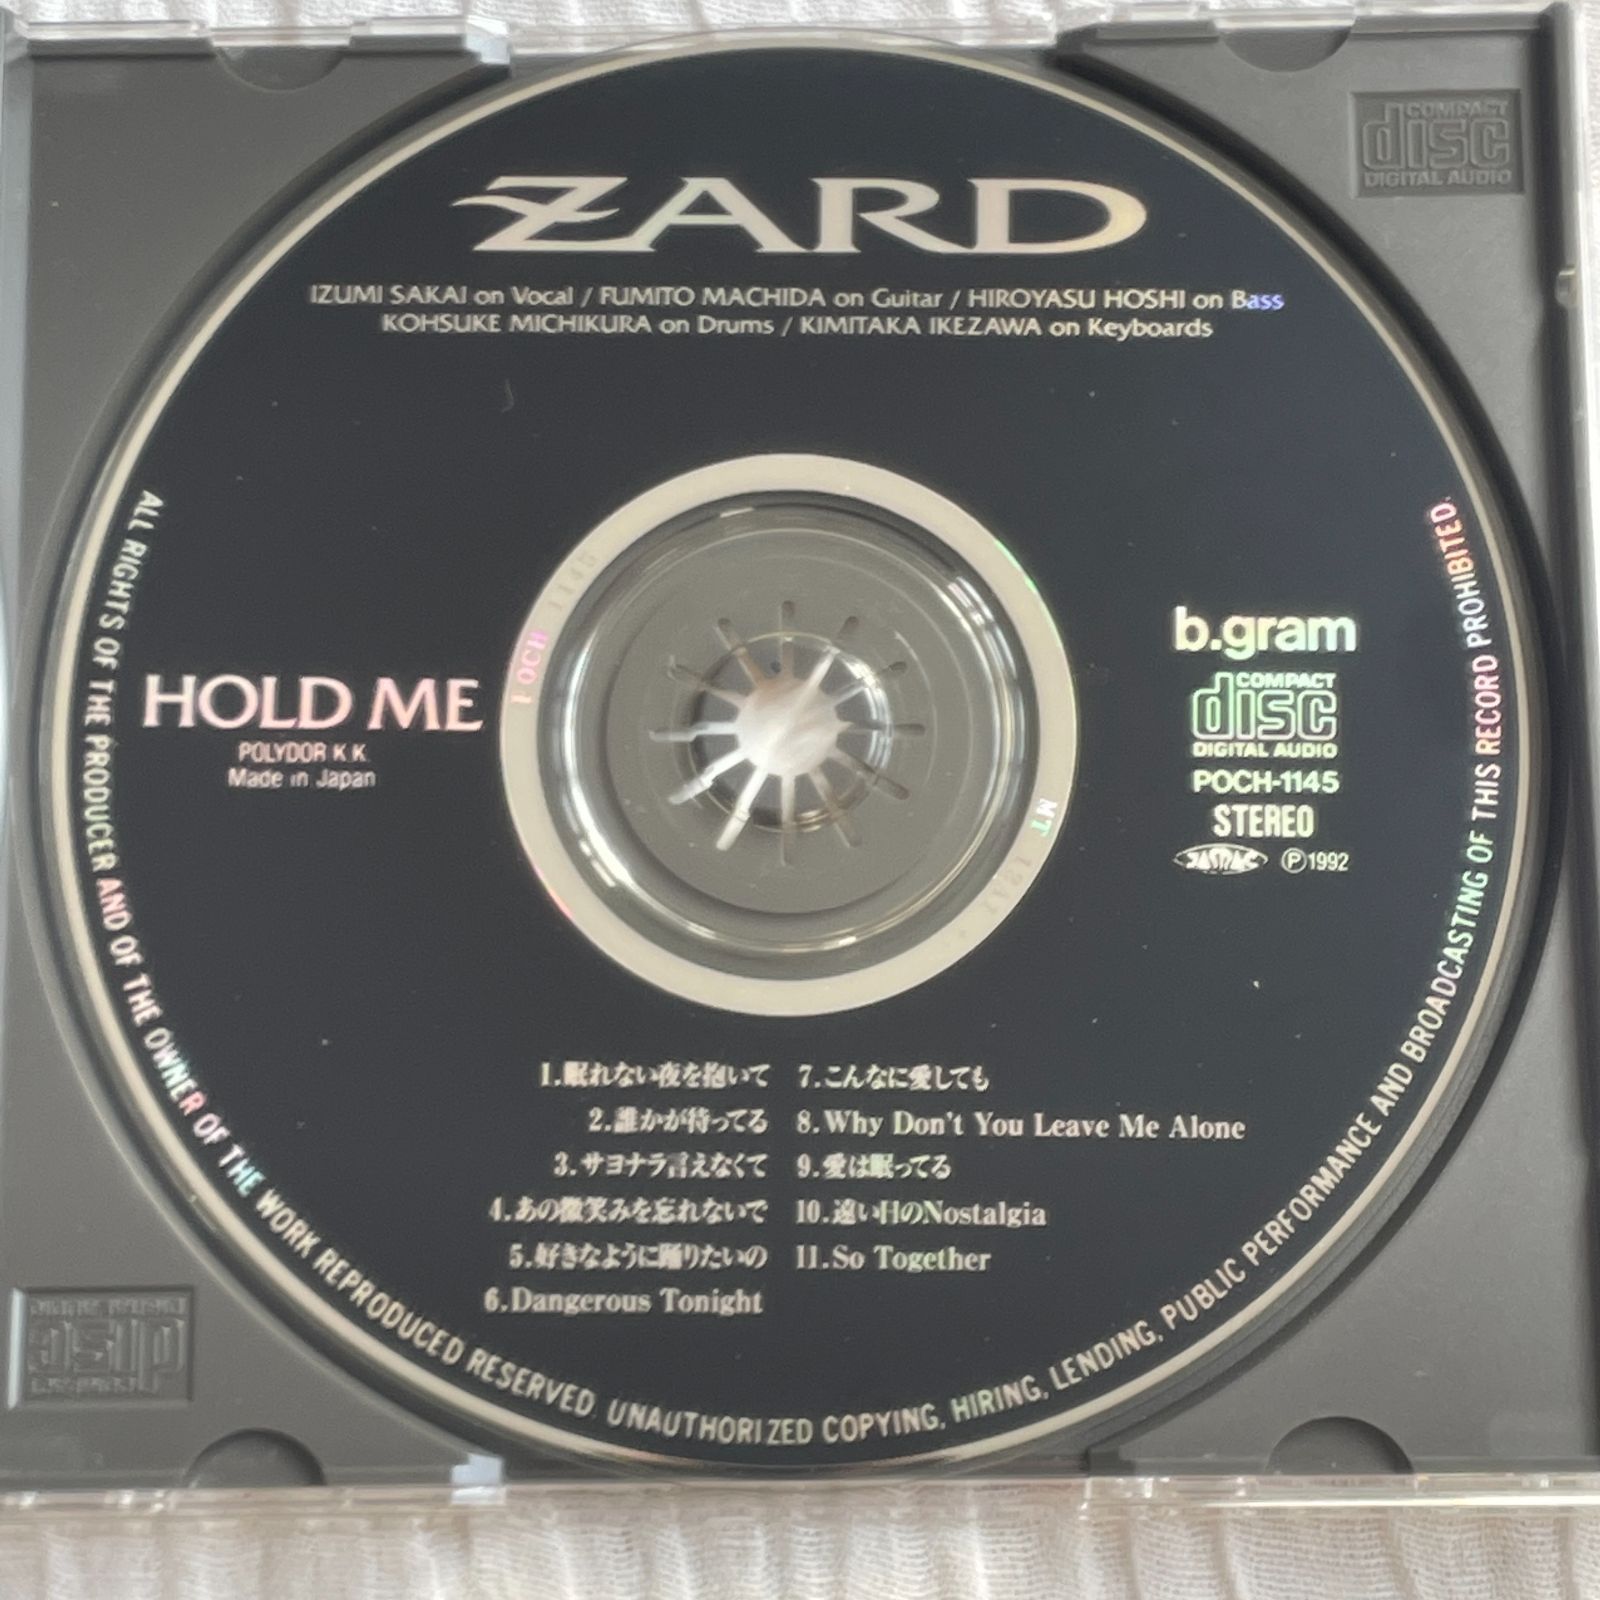 COMPACT
disc
DIGITAL AUDIO
ZARD
IZUMI SAKAI on Vocal / FUMITO MACHIDA on Guitar / HIROYASU HOSHI on Bass
KOHSUKE MICHIKURA on Drums / KIMITAKA IKEZAWA on Keyboards
HOLD ME
POLYDOR K.K.
Made in Japan
POCH 1145
b.gram
COMPACT
disc
DIGITAL AUDIO
POCH-1145
STEREO
JASRAC Ⓟ1992
1.眠れない夜を抱いて
2.誰かが待ってる
3.サヨナラ言えなくて
4.あの微笑みを忘れないで
5.好きなように踊りたいの
6.Dangerous Tonight
7.こんなに愛しても
8.Why Don't You Leave Me Alone
9.愛は眠ってる
10.遠い日のNostalgia
11.So Together
ALL RIGHTS OF THE PRODUCER AND OF THE OWNER OF THE WORK REPRODUCED RESERVED. UNAUTHORIZED COPYING, HIRING, LENDING, PUBLIC PERFORMANCE AND BROADCASTING OF THIS RECORD PROHIBITED.